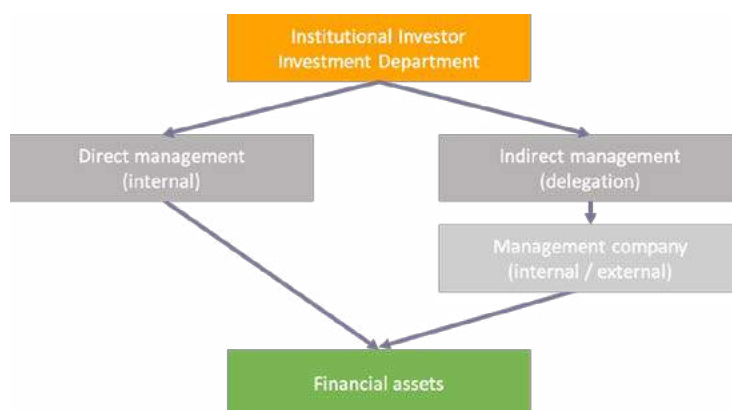 Institutional Investor
Investment Department
Direct management
(internal)
Indirect management
(delegation)
Management company
(internal / external)
Financial assets